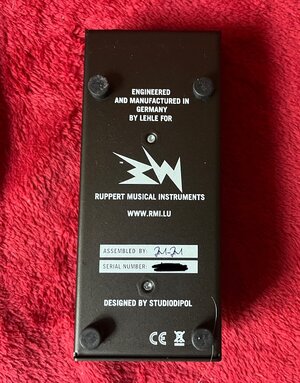 ENGINEERED
AND MANUFACTURED IN
GERMANY
BY LEHLE FOR
RUPPERT MUSICAL INSTRUMENTS
WWW.RMI.LU
ASSEMBLED BY:
SERIAL NUMBER:
DESIGNED BY STUDIODIPOL
CE